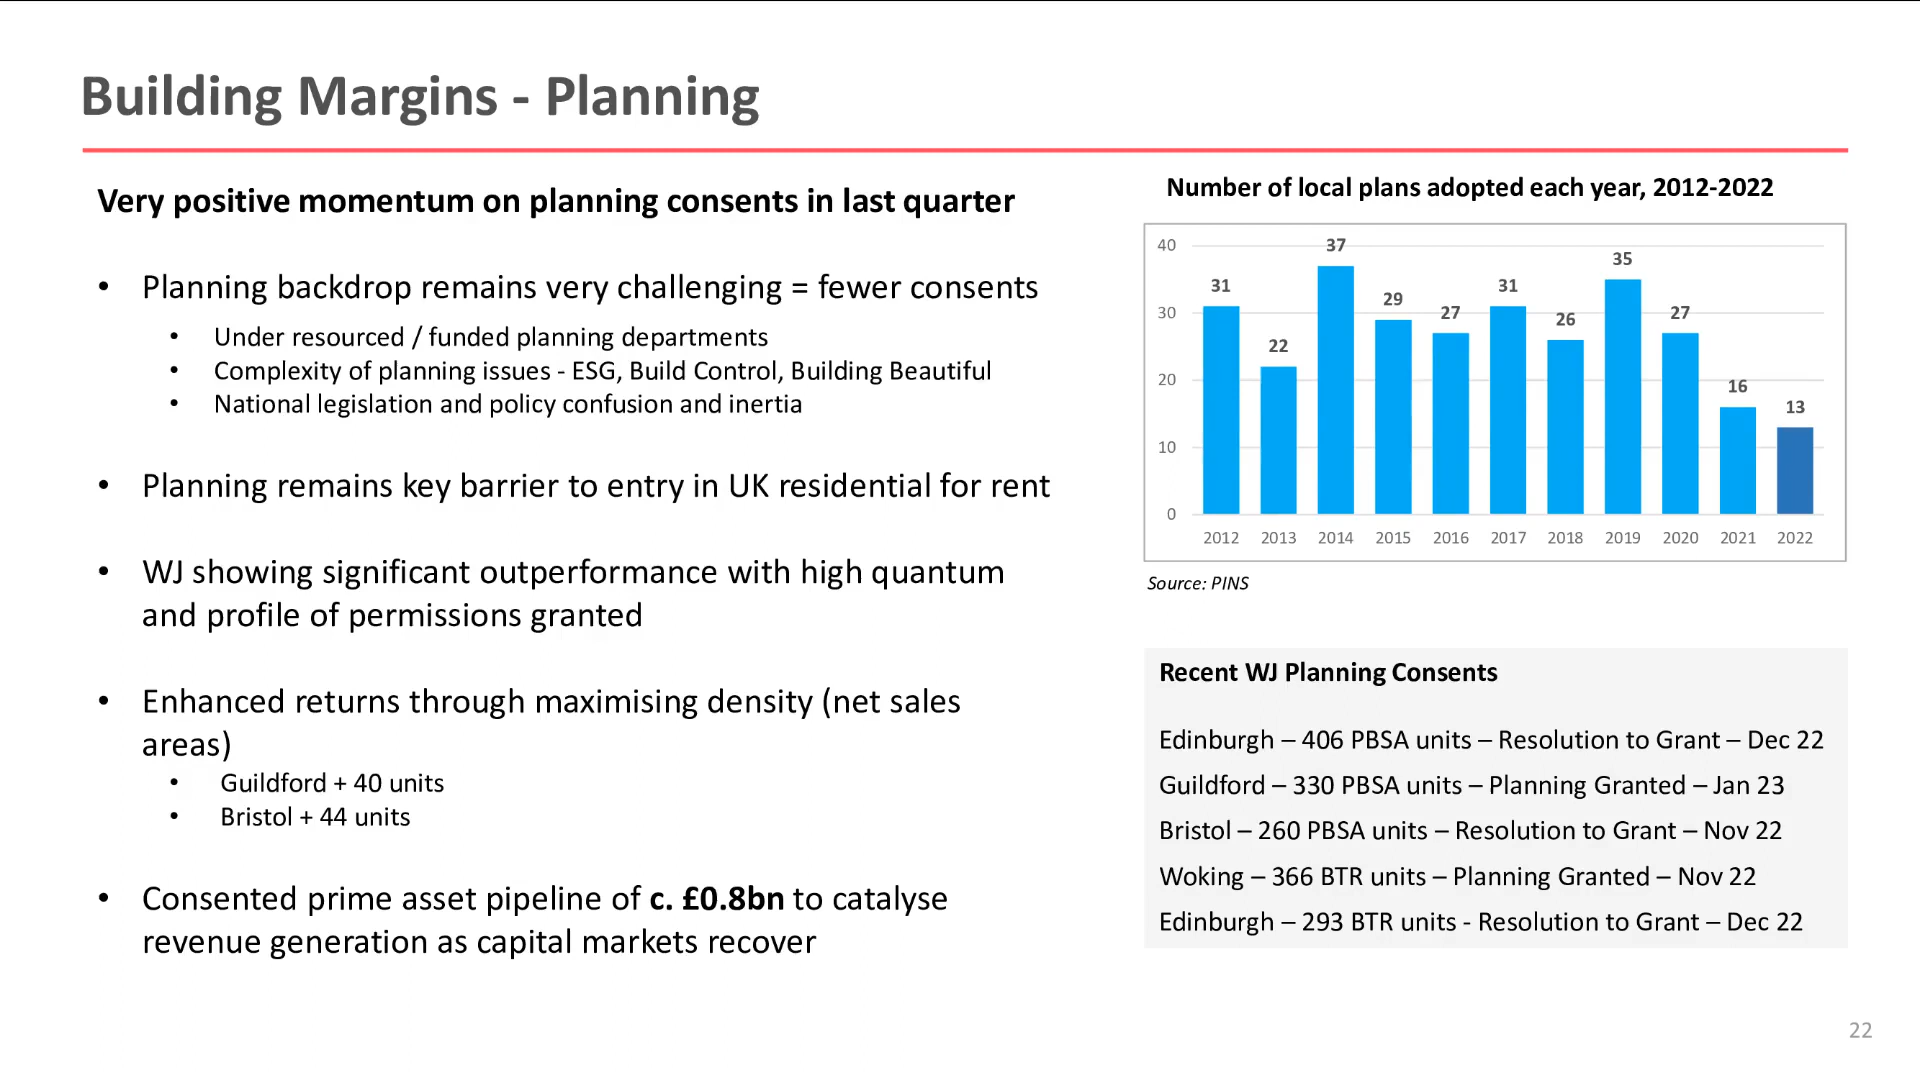 Building Margins - Planning
Very positive momentum on planning consents in last quarter
• Planning backdrop remains very challenging = fewer consents
• Under resourced / funded planning departments
• Complexity of planning issues - ESG, Build Control, Building Beautiful
• National legislation and policy confusion and inertia
• Planning remains key barrier to entry in UK residential for rent
• WJ showing significant outperformance with high quantum
and profile of permissions granted
• Enhanced returns through maximising density (net sales
areas)
• Guildford + 40 units
• Bristol + 44 units
• Consented prime asset pipeline of c. £0.8bn to catalyse
revenue generation as capital markets recover
Number of local plans adopted each year, 2012-2022
40
30
20
10
0
31
22
37
29
27
31
26
35
27
16
13
2012 2013 2014 2015 2016 2017 2018 2019 2020 2021 2022
Source: PINS
Recent WJ Planning Consents
Edinburgh – 406 PBSA units – Resolution to Grant – Dec 22
Guildford – 330 PBSA units – Planning Granted – Jan 23
Bristol – 260 PBSA units – Resolution to Grant – Nov 22
Woking – 366 BTR units – Planning Granted – Nov 22
Edinburgh – 293 BTR units - Resolution to Grant – Dec 22
22